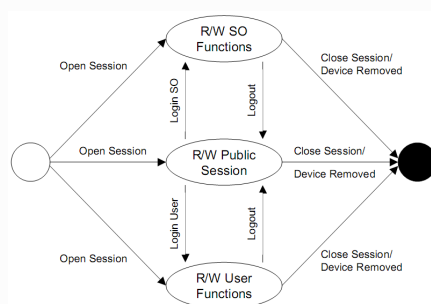 R/W SO
Functions
Open Session
Close Session/
Device Removed
Login SO
Logout
Open Session
R/W Public
Session
Close Session/
Device Removed
Login User
Logout
Open Session
Close Session/
Device Removed
R/W User
Functions